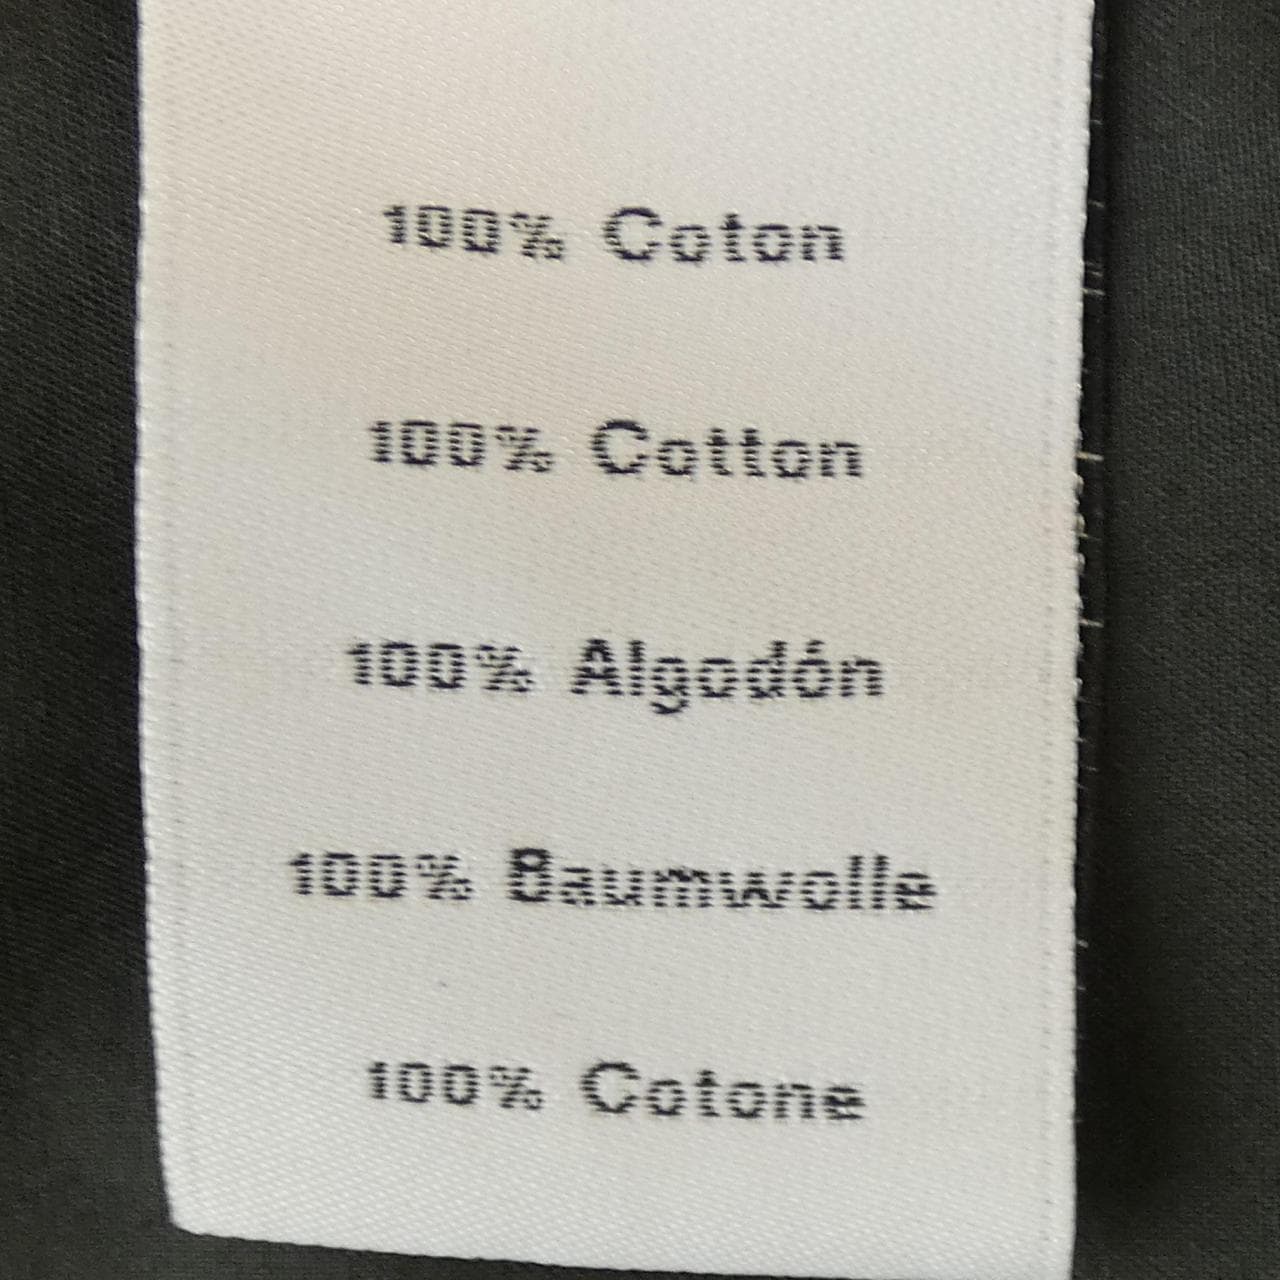 100% Coton
100% Cotton
100% Algodón
100% Baumwolle
100% Cotone